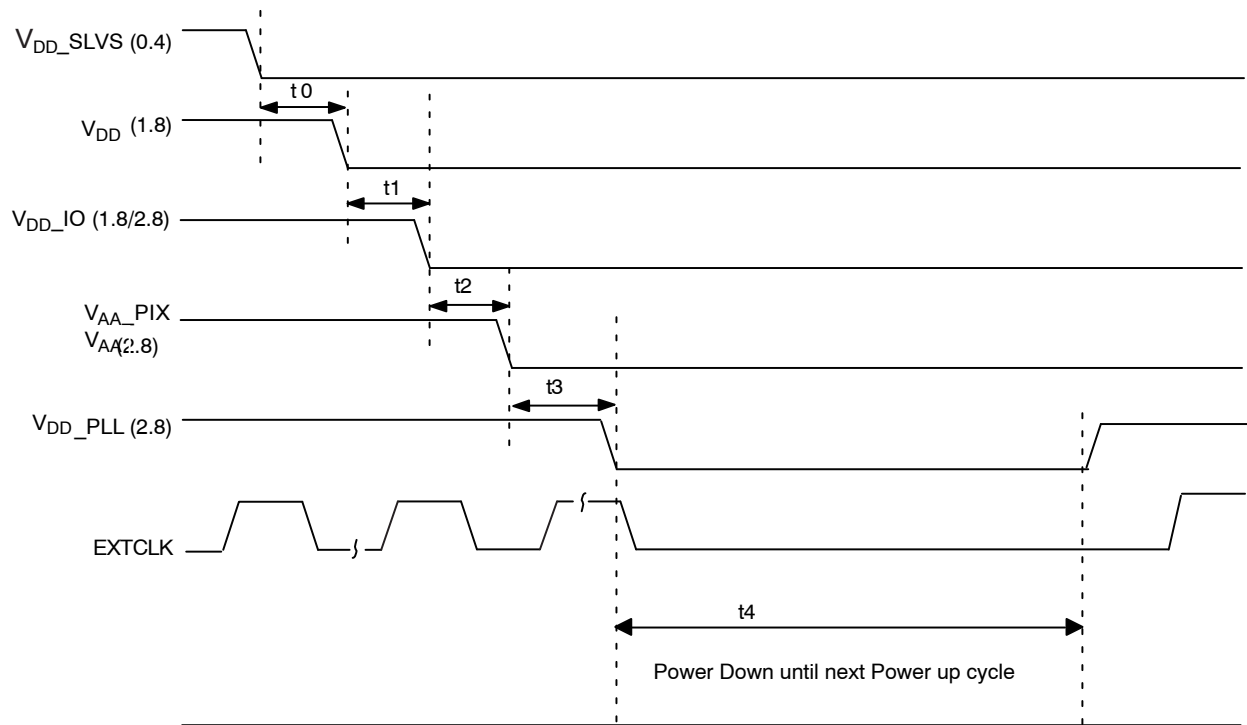 VDD_SLVS (0.4)
t0
VDD (1.8)
t1
VDD_IO (1.8/2.8)
t2
VAA_PIX
VAA(2.8)
t3
VDD_PLL (2.8)
EXTCLK
t4
Power Down until next Power up cycle